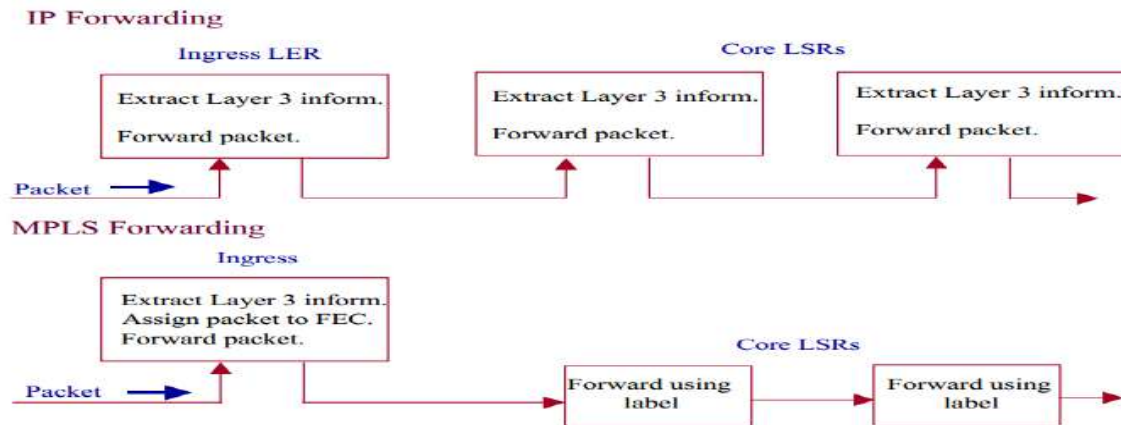 IP Forwarding
Ingress LER
Core LSRs
Extract Layer 3 inform.
Forward packet.
Extract Layer 3 inform.
Forward packet.
Extract Layer 3 inform.
Forward packet.
Packet
MPLS Forwarding
Ingress
Extract Layer 3 inform.
Assign packet to FEC.
Forward packet.
Core LSRs
Packet
Forward using
label
Forward using
label